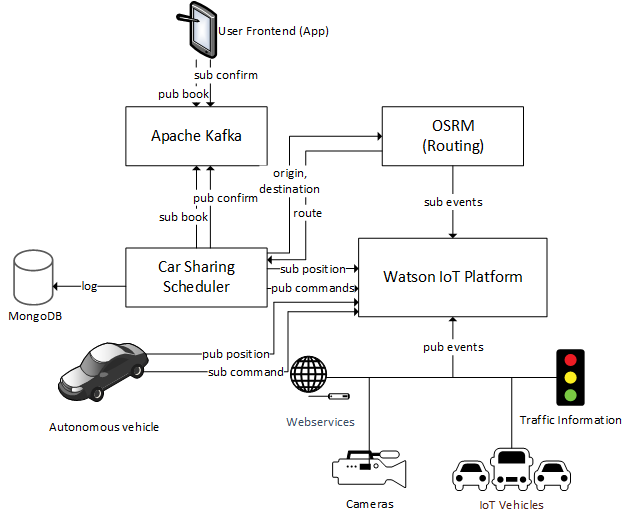 User Frontend (App)
sub confirm
pub book
Apache Kafka
OSRM
(Routing)
origin,
destination
pub confirm
sub book
route
sub events
Car Sharing
Scheduler
sub position
pub commands
Watson IoT Platform
log
MongoDB
pub position
sub command
pub events
Autonomous vehicle
Webservices
Traffic Information
Cameras
IoT Vehicles